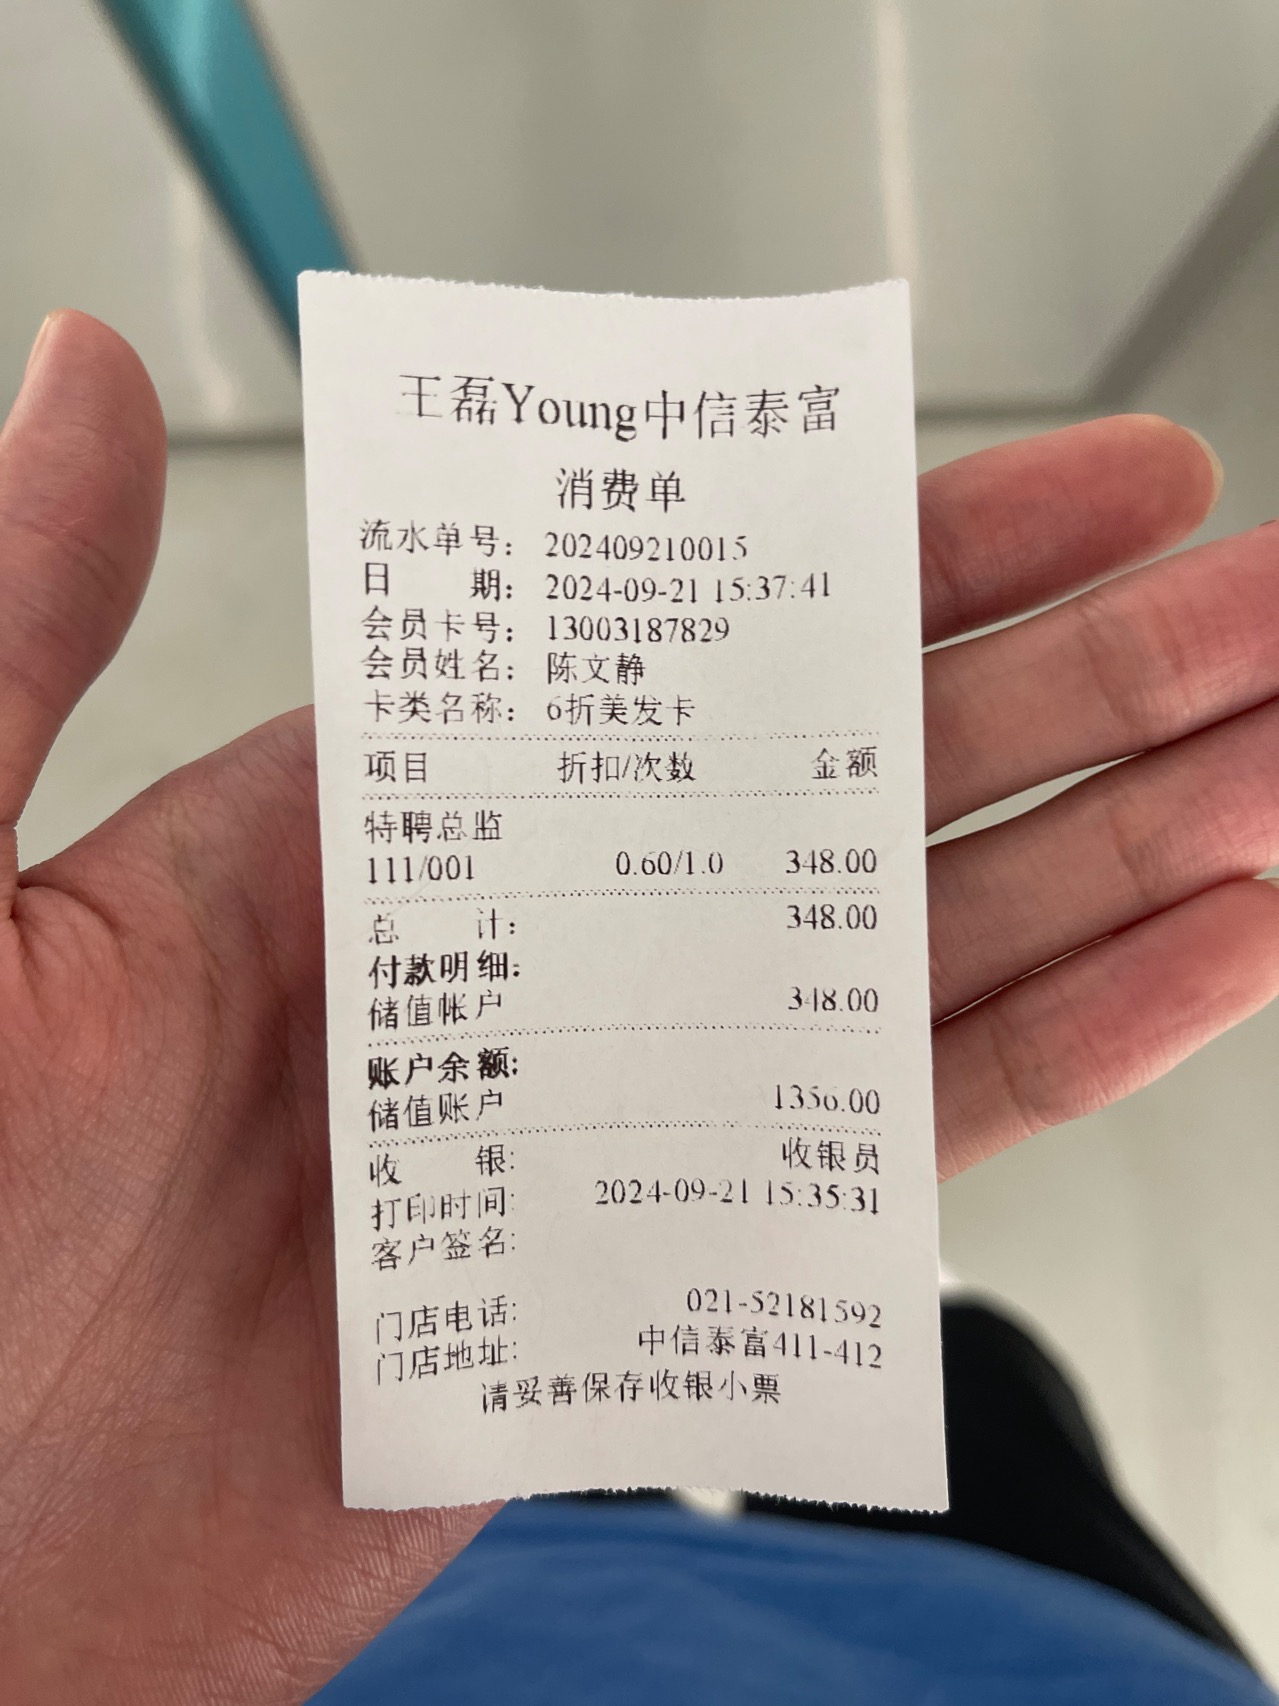 王磊Young中信泰富
消费单
流水单号： 202409210015
日 期： 2024-09-21 15:37:41
会员卡号： 13003187829
会员姓名： 陈文静
卡类名称： 6折美发卡
项目 折扣/次数 金额
特聘总监
111/001 0.60/1.0 348.00
总 计： 348.00
付款明细：
储值帐户 348.00
账户余额：
储值账户 1356.00
收 银： 收银员
打印时间： 2024-09-21 15:35:31
客户签名：
门店电话： 021-52181592
门店地址： 中信泰富411-412
请妥善保存收银小票